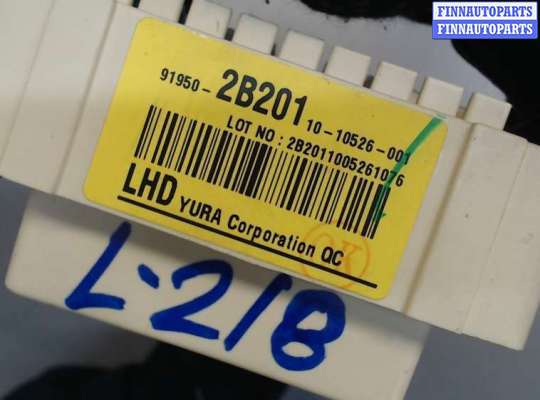 FINNAUTOPARTS
FINNAUTOPARTS
91950-2B201
10-10526-001
LOT NO : 2B2011005261076
LHD YURA Corporation QC
OK
L-218